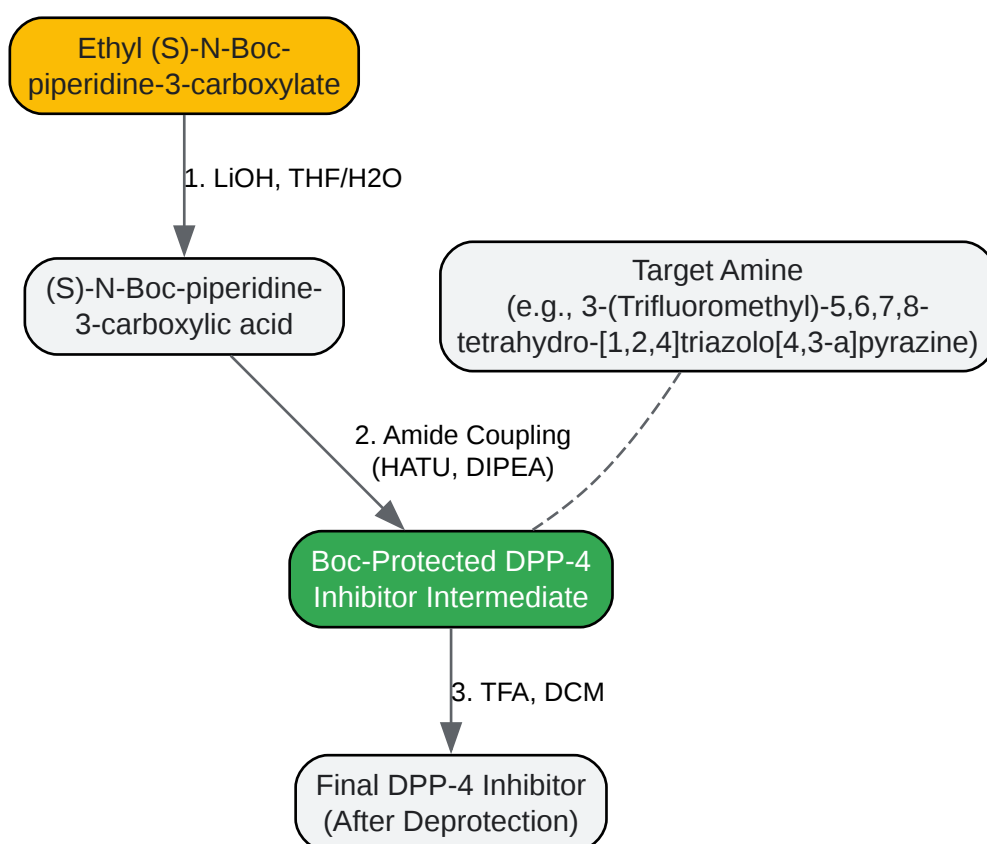 Ethyl (S)-N-Boc-
piperidine-3-carboxylate
1. LiOH, THF/H2O
(S)-N-Boc-piperidine-
3-carboxylic acid
Target Amine
(e.g., 3-(Trifluoromethyl)-5,6,7,8-
tetrahydro-[1,2,4]triazolo[4,3-a]pyrazine)
2. Amide Coupling
(HATU, DIPEA)
Boc-Protected DPP-4
Inhibitor Intermediate
3. TFA, DCM
Final DPP-4 Inhibitor
(After Deprotection)